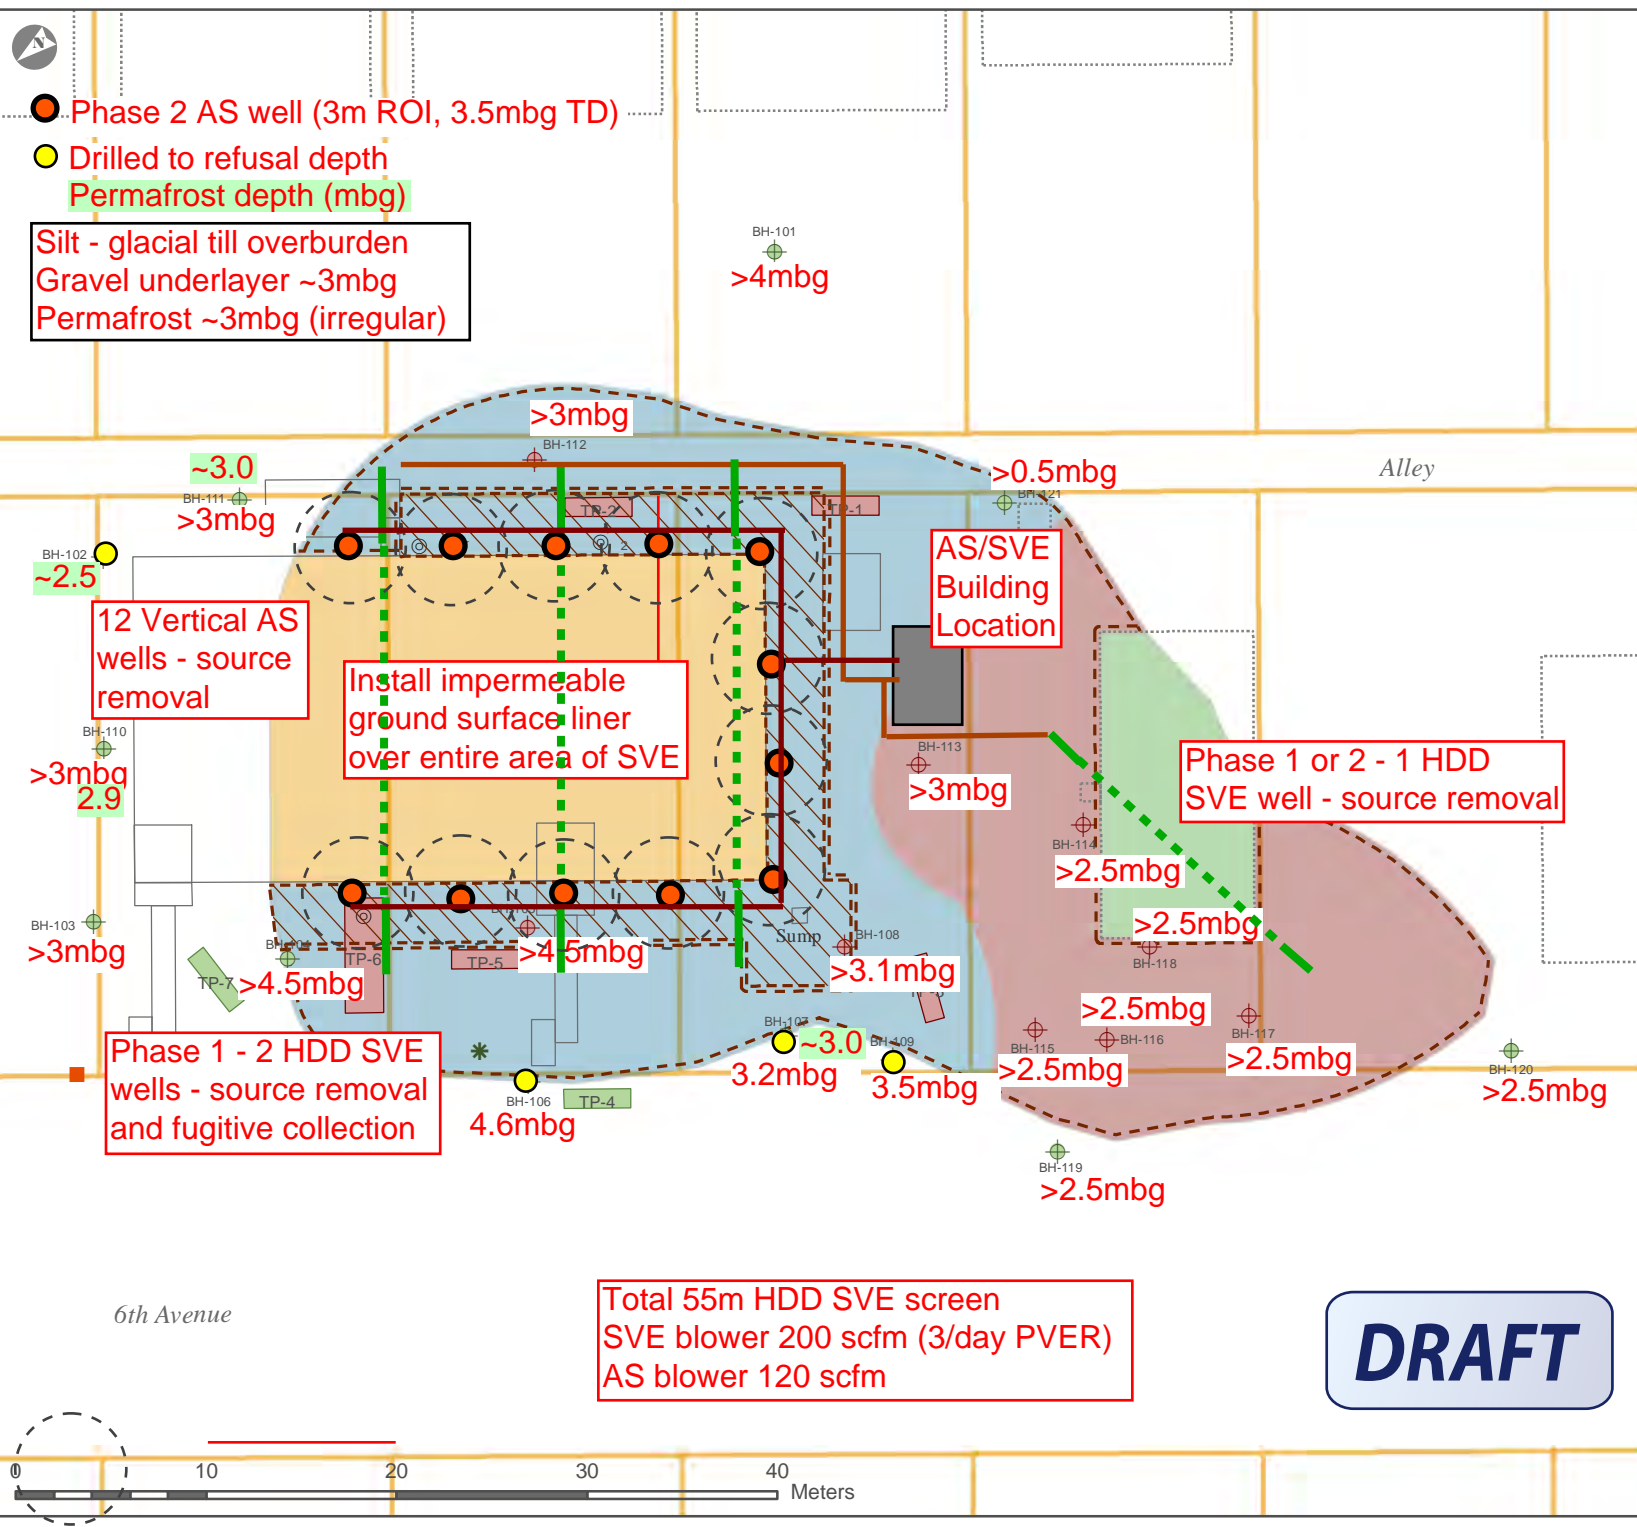 N
Phase 2 AS well (3m ROI, 3.5mbg TD)
Drilled to refusal depth
Permafrost depth (mbg)
Silt - glacial till overburden
Gravel underlayer ~3mbg
Permafrost ~3mbg (irregular)
BH-101
>4mbg
>3mbg
BH-112
~3.0
BH-111
>3mbg
>0.5mbg
BH-121
Alley
TP-2
TP-1
2
BH-102
~2.5
AS/SVE
Building
Location
12 Vertical AS
wells - source
removal
Install impermeable
ground surface liner
over entire area of SVE
BH-110
>3mbg
2.9
BH-113
>3mbg
Phase 1 or 2 - 1 HDD
SVE well - source removal
BH-114
>2.5mbg
>2.5mbg
BH-118
BH-103
>3mbg
BH-104
>4.5mbg
TP-7
TP-6
TP-5
>4.5mbg
Sump
BH-108
>3.1mbg
>2.5mbg
BH-107
~3.0
3.2mbg
BH-109
3.5mbg
BH-115
>2.5mbg
BH-116
BH-117
>2.5mbg
BH-120
>2.5mbg
Phase 1 - 2 HDD SVE
wells - source removal
and fugitive collection
BH-106
4.6mbg
TP-4
BH-119
>2.5mbg
6th Avenue
Total 55m HDD SVE screen
SVE blower 200 scfm (3/day PVER)
AS blower 120 scfm
DRAFT
0 10 20 30 40
Meters